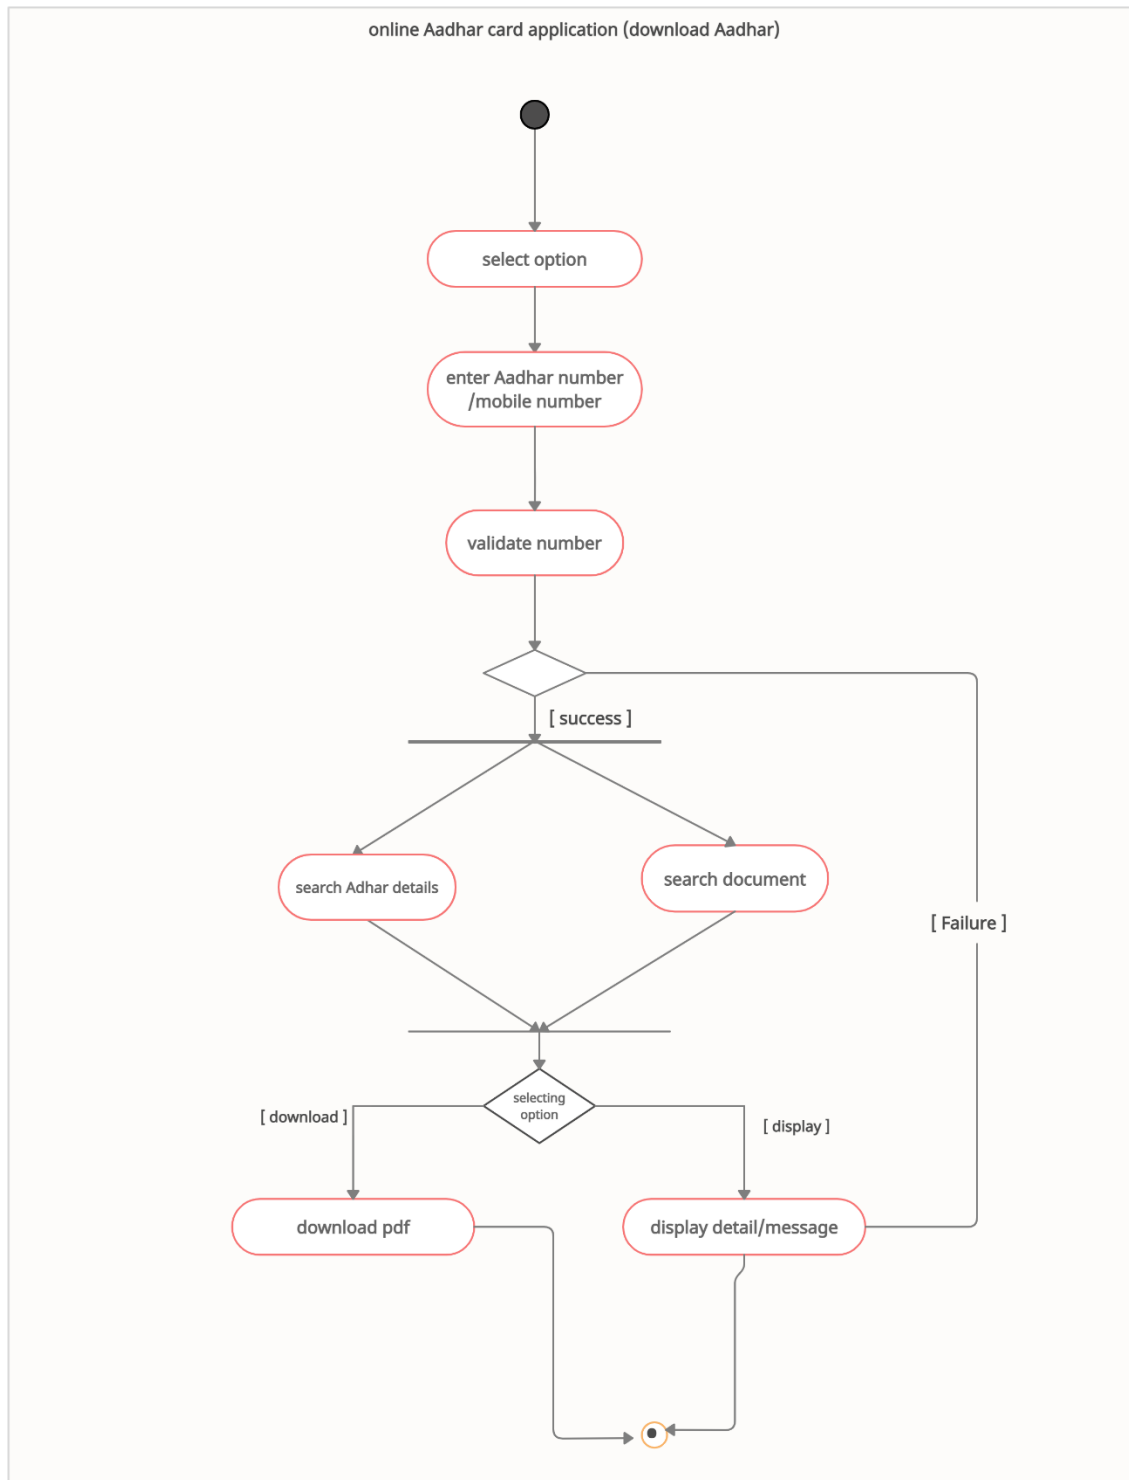 online Aadhar card application (download Aadhar)
select option
enter Aadhar number
/mobile number
validate number
[ success ]
search Adhar details
search document
[ Failure ]
selecting
option
[ download ]
[ display ]
download pdf
display detail/message